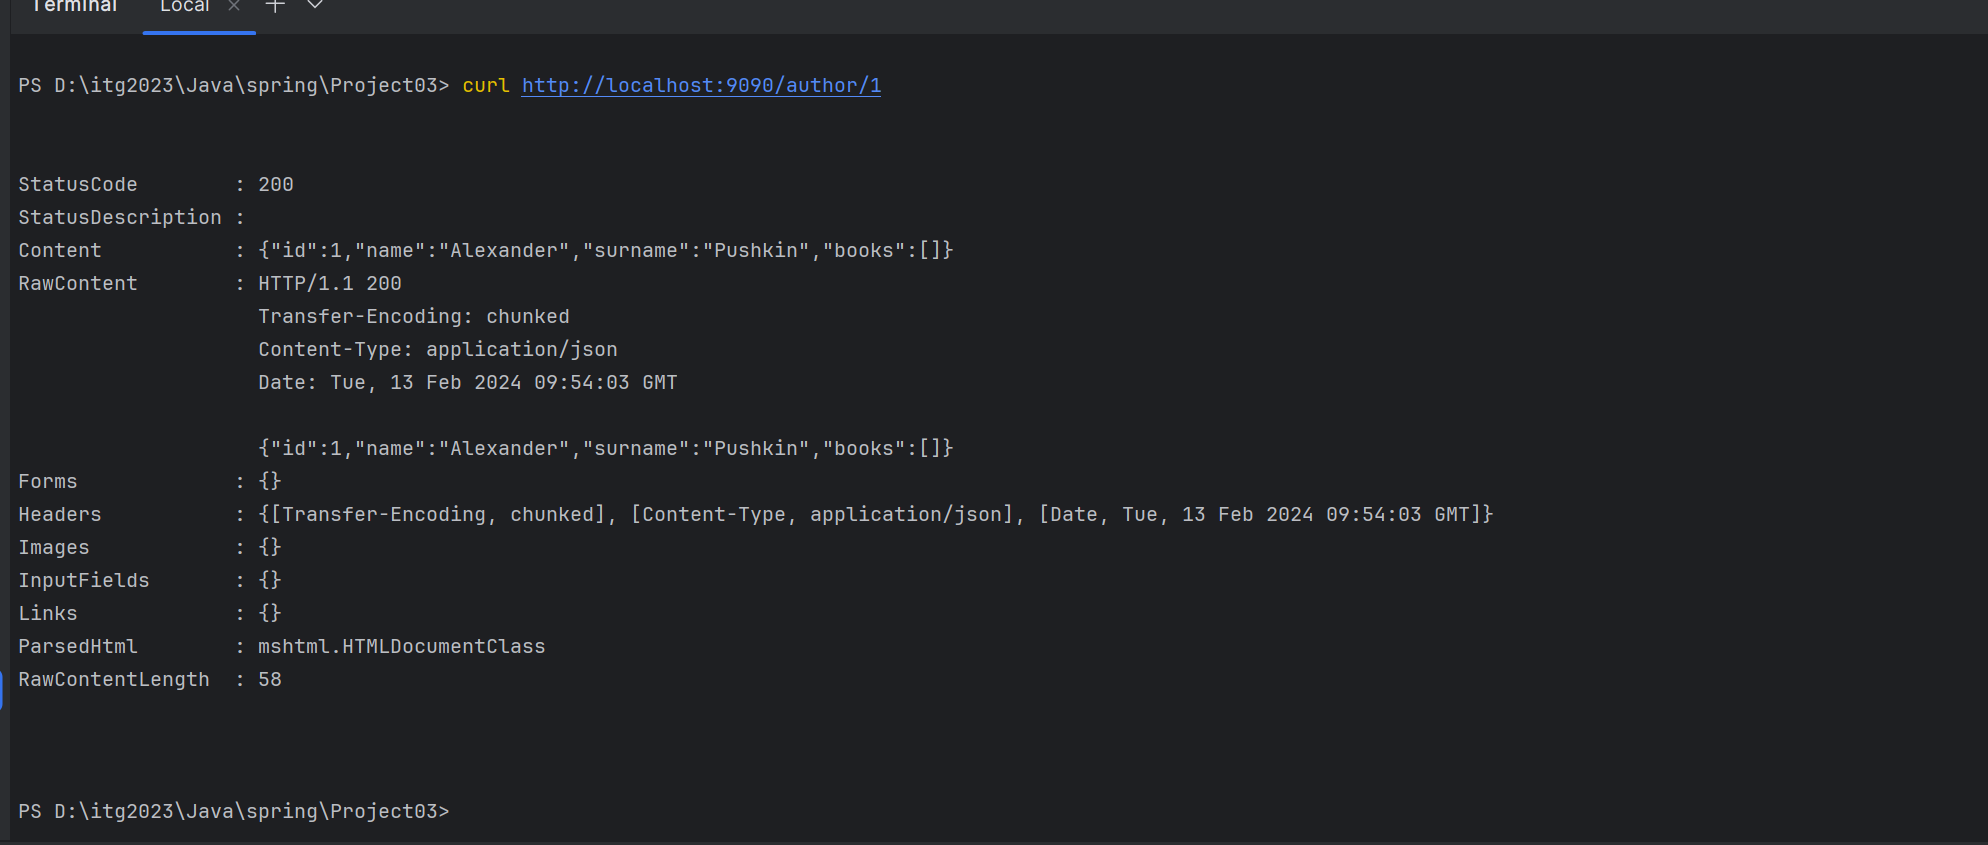 Terminal Local
PS D:\itg2023\Java\spring\Project03> curl http://localhost:9090/author/1
StatusCode        : 200
StatusDescription :
Content           : {"id":1,"name":"Alexander","surname":"Pushkin","books":[]}
RawContent        : HTTP/1.1 200
Transfer-Encoding: chunked
Content-Type: application/json
Date: Tue, 13 Feb 2024 09:54:03 GMT
{"id":1,"name":"Alexander","surname":"Pushkin","books":[]}
Forms             : {}
Headers           : {[Transfer-Encoding, chunked], [Content-Type, application/json], [Date, Tue, 13 Feb 2024 09:54:03 GMT]}
Images            : {}
InputFields       : {}
Links             : {}
ParsedHtml        : mshtml.HTMLDocumentClass
RawContentLength  : 58
PS D:\itg2023\Java\spring\Project03>